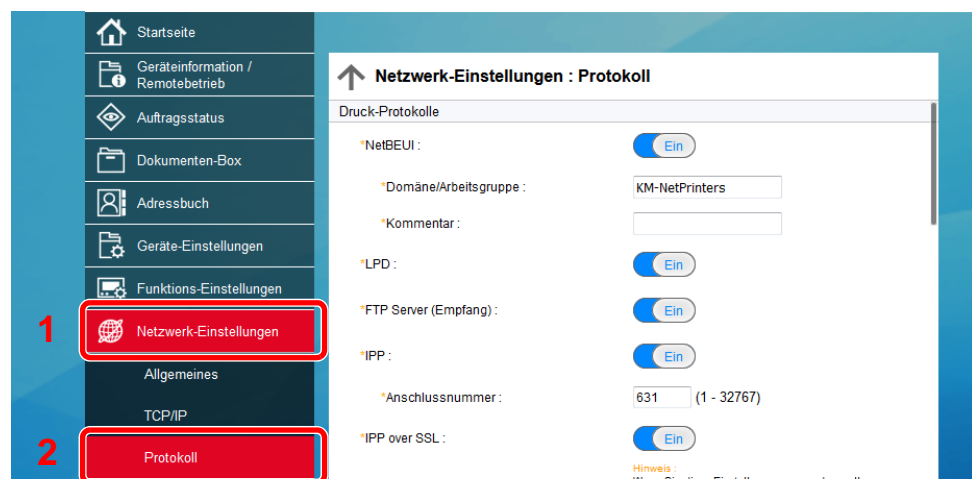 Startseite
Geräteinformation /
Remotebetrieb
Auftragsstatus
Dokumenten-Box
Adressbuch
Geräte-Einstellungen
Funktions-Einstellungen
1
Netzwerk-Einstellungen
Allgemeines
TCP/IP
2
Protokoll
Netzwerk-Einstellungen : Protokoll
Druck-Protokolle
*NetBEUI : Ein
*Domäne/Arbeitsgruppe : KM-NetPrinters
*Kommentar :
*LPD : Ein
*FTP Server (Empfang) : Ein
*IPP : Ein
*Anschlussnummer : 631 (1 - 32767)
*IPP over SSL : Ein
Hinweis :